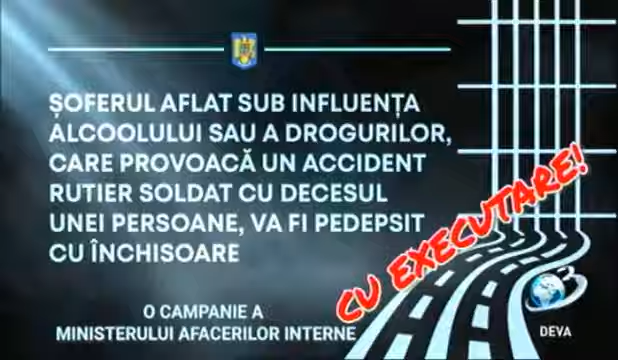 ȘOFERUL AFLAT SUB INFLUENȚA
ALCOOLULUI SAU A DROGURILOR,
CARE PROVOACĂ UN ACCIDENT
RUTIER SOLDAT CU DECESUL
UNEI PERSOANE, VA FI PEDEPSIT
CU ÎNCHISOARE
CU EXECUTARE!
O CAMPANIE A
MINISTERULUI AFACERILOR INTERNE
3
DEVA